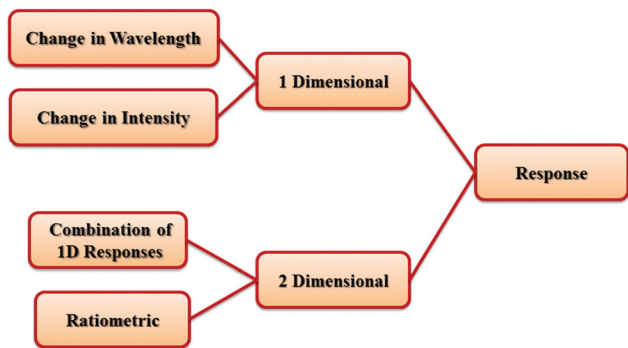 Change in Wavelength
Change in Intensity
1 Dimensional
Response
Combination of
1D Responses
Ratiometric
2 Dimensional